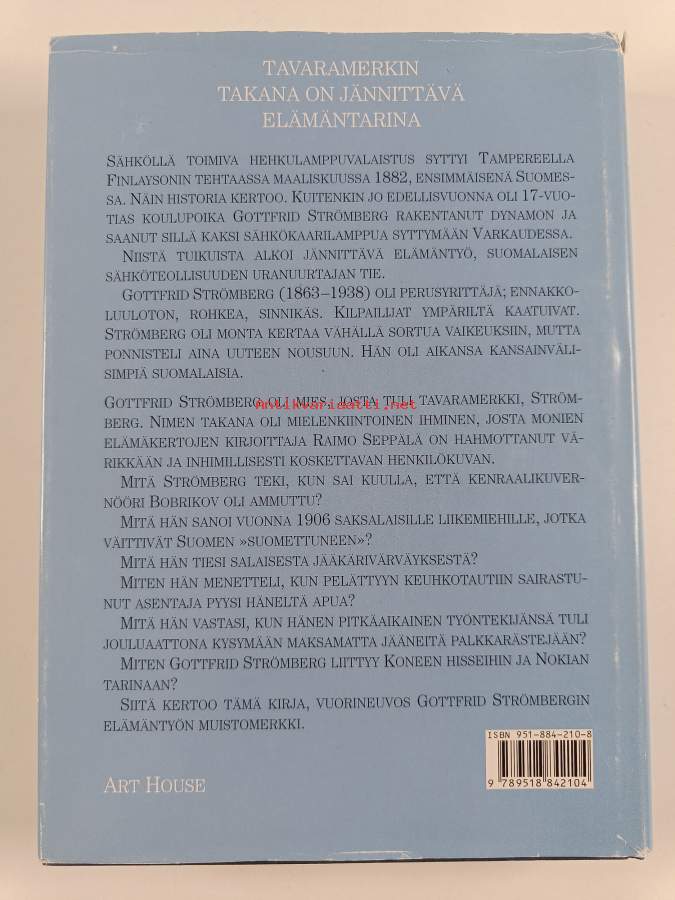 TAVARAMERKIN
TAKANA ON JÄNNITTÄVÄ
ELÄMÄNTARINA
SÄHKÖLLÄ TOIMIVA HEHKULAMPPUVALAISTUS SYTTYI TAMPEREELLA
FINLAYSONIN TEHTAASSA MAALISKUUSSA 1882, ENSIMMÄISENÄ SUOMES-
SA. NÄIN HISTORIA KERTOO. KUITENKIN JO EDELLISVUONNA OLI 17-VUO-
TIAS KOULUPOIKA GOTTFRID STRÖMBERG RAKENTANUT DYNAMON JA
SAANUT SILLÄ KAKSI SÄHKÖKAARILAMPPUA SYTTYMÄÄN VARKAUDESSA.
NIISTÄ TUIKUISTA ALKOI JÄNNITTÄVÄ ELÄMÄNTYÖ, SUOMALAISEN
SÄHKÖTEOLLISUUDEN URANUURTAJAN TIE.
GOTTFRID STRÖMBERG (1863–1938) OLI PERUSYRITTÄJÄ; ENNAKKO-
LUULOTON, ROHKEA, SINNIKÄS. KILPAILIJAT YMPÄRILTÄ KAATUIVAT.
STRÖMBERG OLI MONTA KERTAA VÄHÄLLÄ SORTUA VAIKEUKSIIN, MUTTA
PONNISTELI AINA UUTEEN NOUSUUN. HÄN OLI AIKANSA KANSAINVÄLI-
SIMPIÄ SUOMALAISIA.
GOTTFRID STRÖMBERG OLI MIES, JOSTA TULI TAVARAMERKKI, STRÖM-
antikvariaatti.net
BERG. NIMEN TAKANA OLI MIELENKIINTOINEN IHMINEN, JOSTA MONIEN
ELÄMÄKERTOJEN KIRJOITTAJA RAIMO SEPPÄLÄ ON HAHMOTTANUT VÄ-
RIKKÄÄN JA INHIMILLISESTI KOSKETTAVAN HENKILÖKUVAN.
MITÄ STRÖMBERG TEKI, KUN SAI KUULLA, ETTÄ KENRAALIKUVER-
NÖÖRI BOBRIKOV OLI AMMUTTU?
MITÄ HÄN SANOI VUONNA 1906 SAKSALAISILLE LIIKEMIEHILLE, JOTKA
VÄITTIVÄT SUOMEN »SUOMETTUNEEN»?
MITÄ HÄN TIESI SALAISESTA JÄÄKÄRIVÄRVÄYKSESTÄ?
MITEN HÄN MENETTELI, KUN PELÄTTYYN KEUHKOTAUTIIN SAIRASTU-
NUT ASENTAJA PYYSI HÄNELTÄ APUA?
MITÄ HÄN VASTASI, KUN HÄNEN PITKÄAIKAINEN TYÖNTEKIJÄNSÄ TULI
JOULUAATTONA KYSYMÄÄN MAKSAMATTA JÄÄNEITÄ PALKKARÄSTEJÄÄN?
MITEN GOTTFRID STRÖMBERG LIITTYY KONEEN HISSEIHIN JA NOKIAN
TARINAAN?
SIITÄ KERTOO TÄMÄ KIRJA, VUORINEUVOS GOTTFRID STRÖMBERGIN
ELÄMÄNTYÖN MUISTOMERKKI.
ISBN 951-884-210-8
9 789518 842104
ART HOUSE